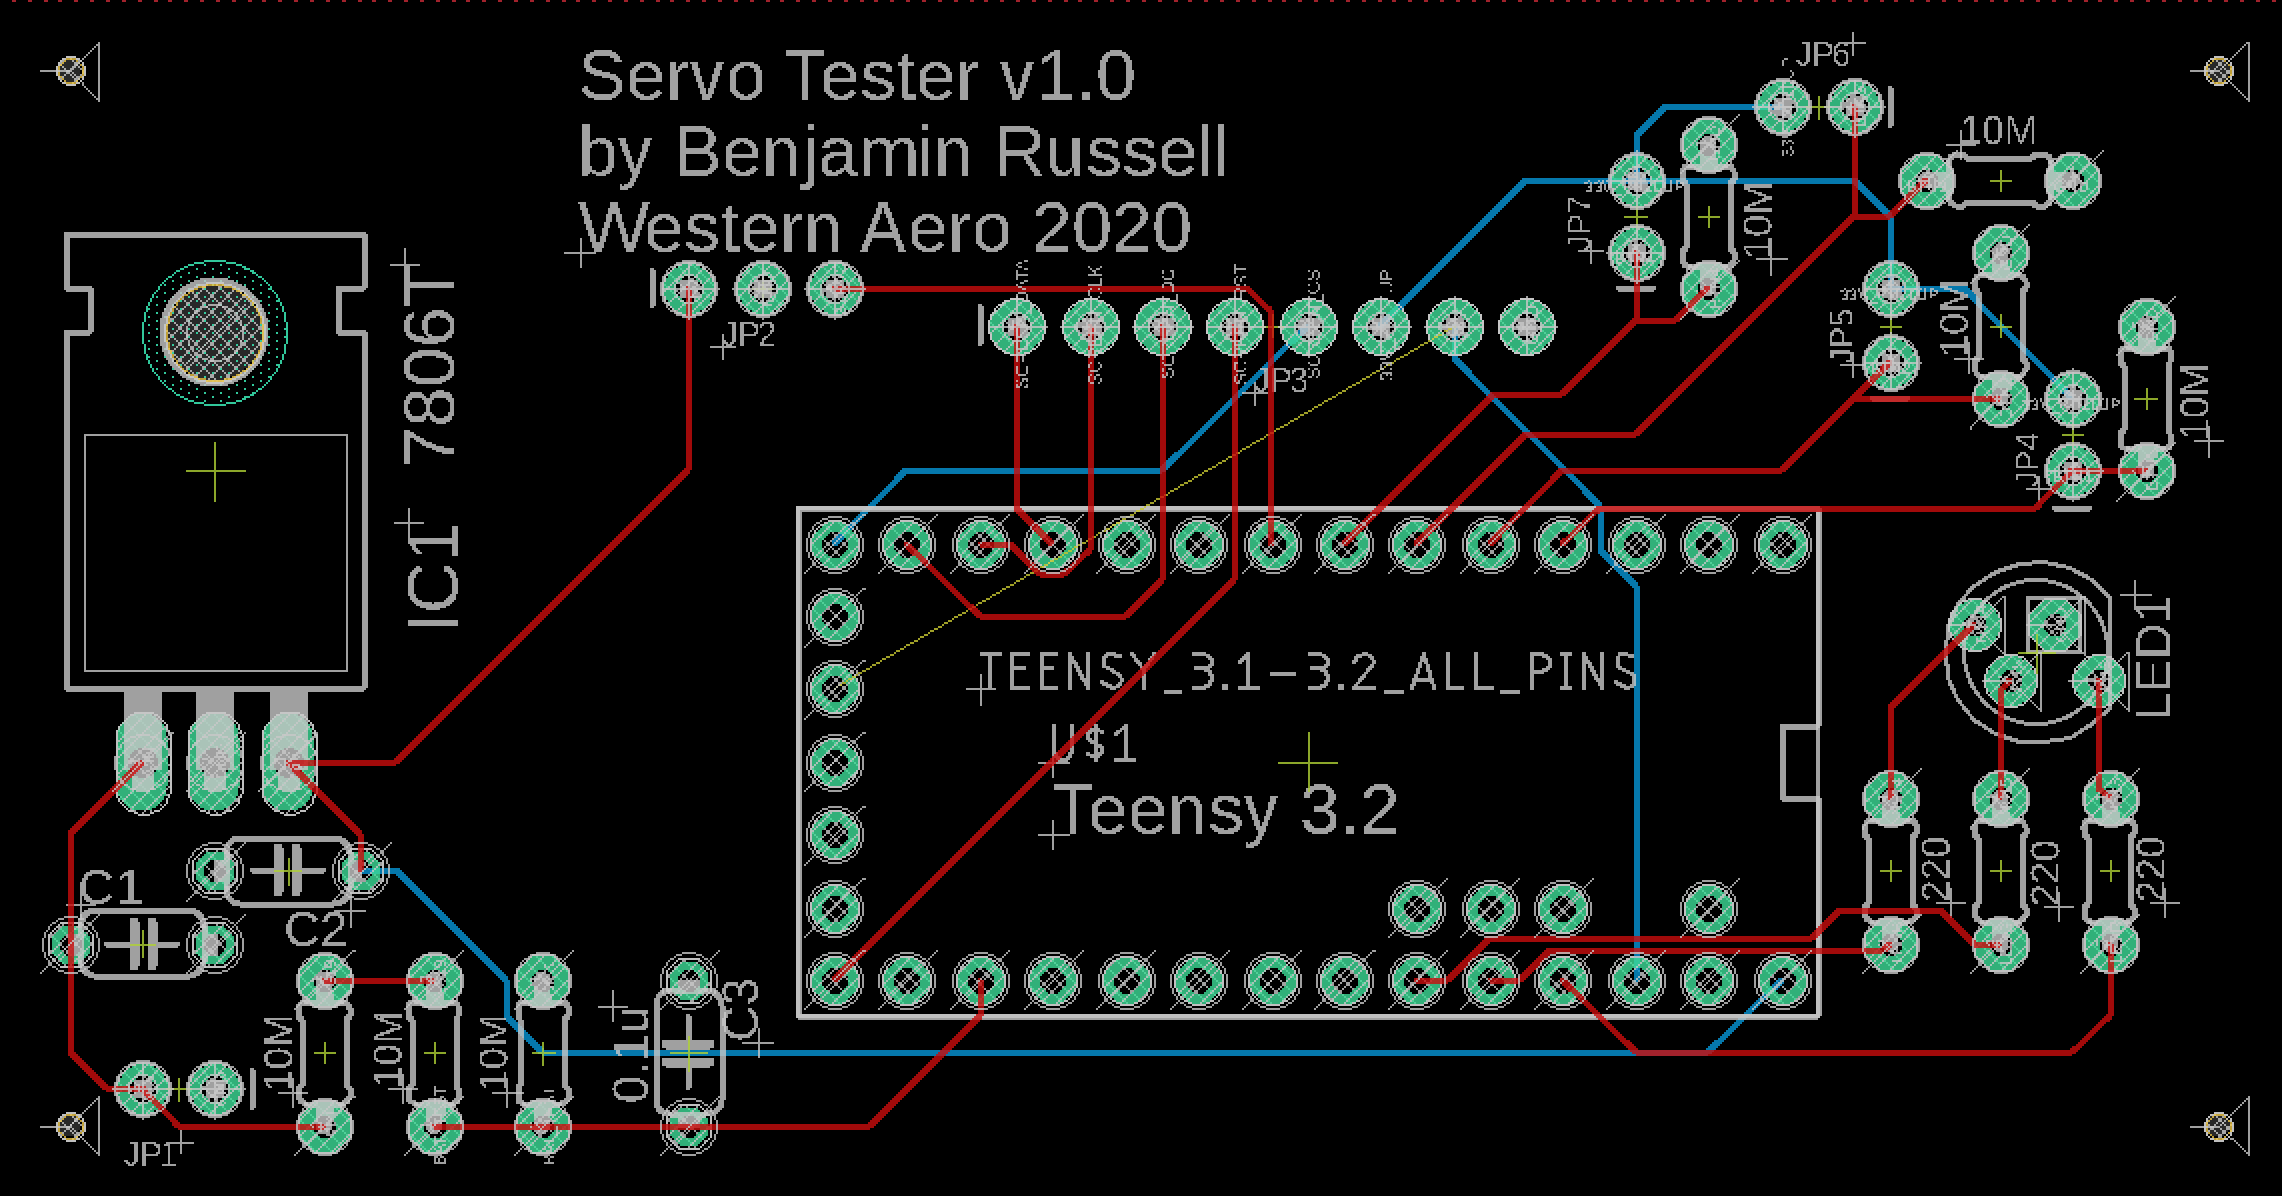 Servo Tester v1.0
by Benjamin Russell
Western Aero 2020
JP6
10M
JP7
10M
IC1 7806T
JP2
JP3
JP5
10M
10M
JP4
TEENSY_3.1-3.2_ALL_PINS
U$1
Teensy 3.2
LED1
220
220
220
C1
C2
C3
0.1u
10M
10M
10M
JP1